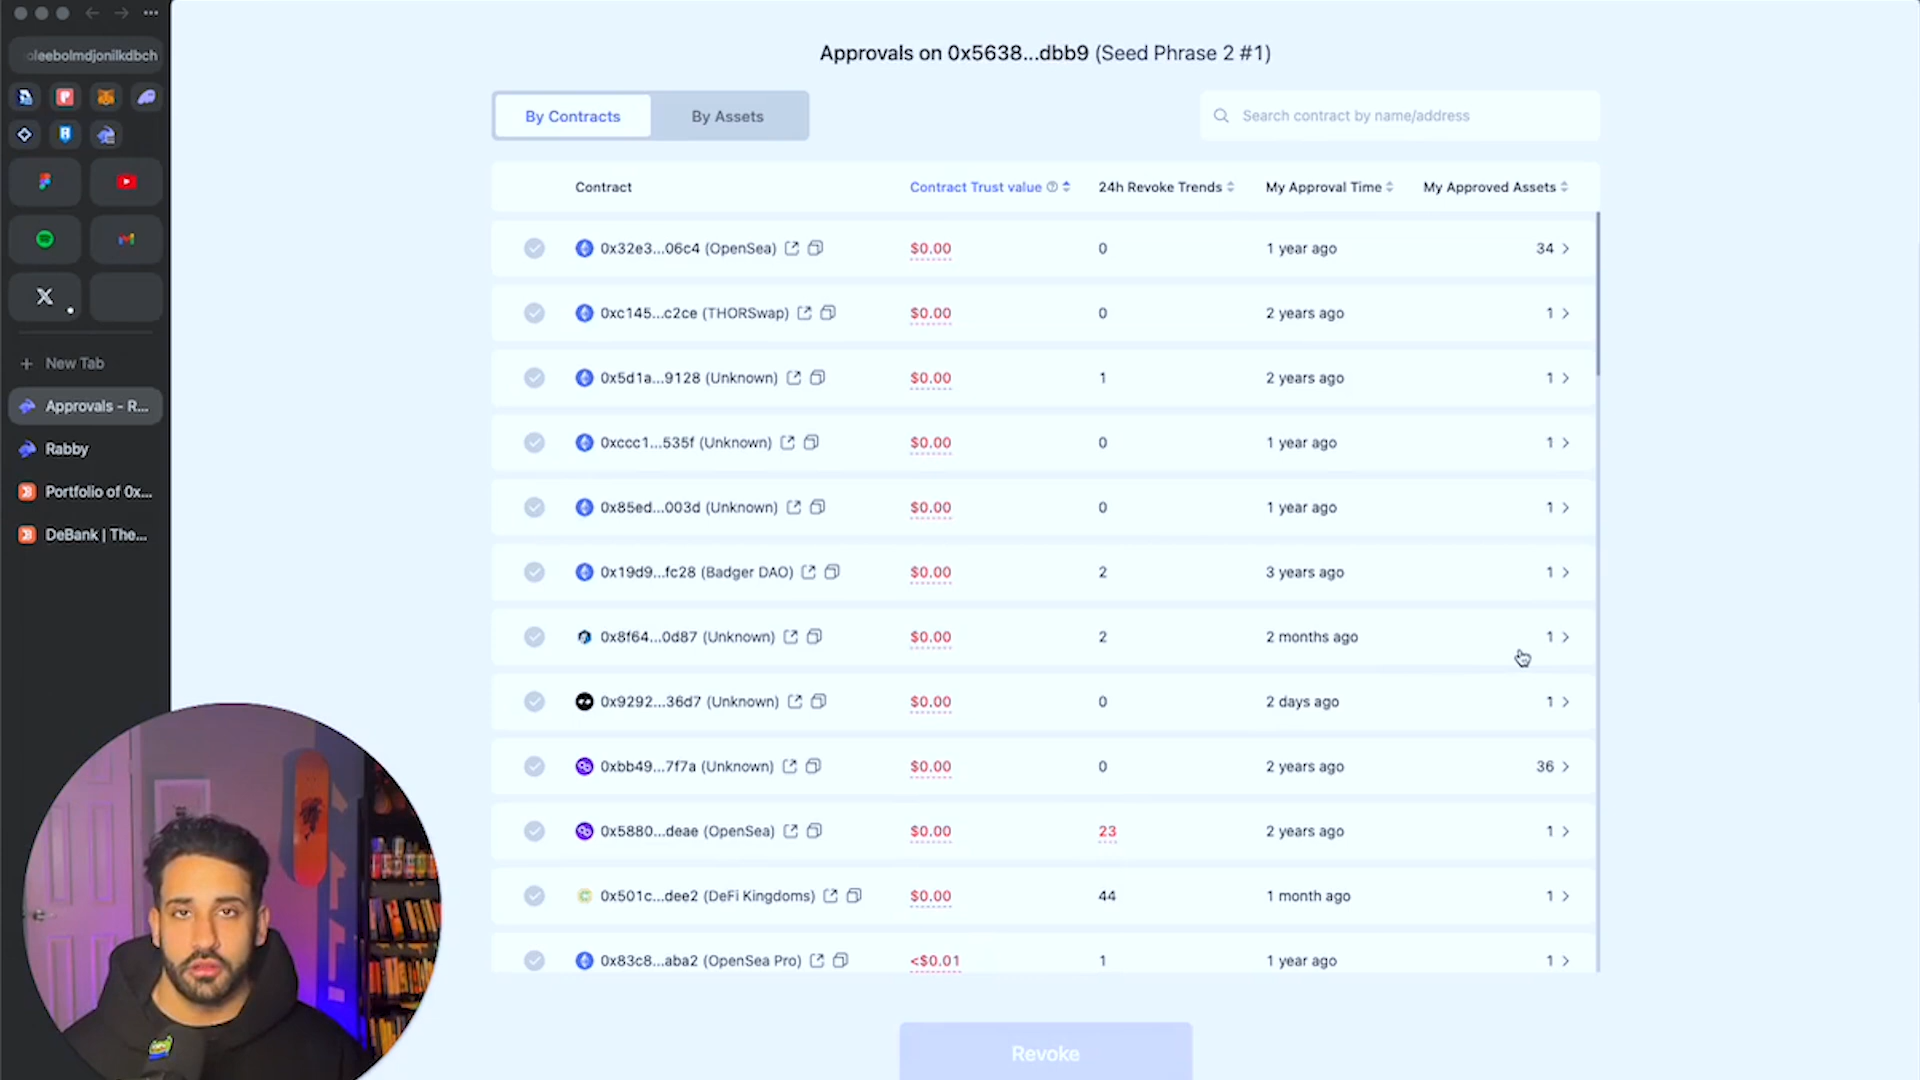 oleebolmdjonilkdbch
New Tab
Approvals - R...
Rabby
Portfolio of 0x...
DeBank | The...
Approvals on 0x5638...dbb9 (Seed Phrase 2 #1)
By Contracts By Assets
Search contract by name/address
Contract Contract Trust value 24h Revoke Trends My Approval Time My Approved Assets
0x32e3...06c4 (OpenSea) $0.00 0 1 year ago 34
0xc145...c2ce (THORSwap) $0.00 0 2 years ago 1
0x5d1a...9128 (Unknown) $0.00 1 2 years ago 1
0xccc1...535f (Unknown) $0.00 0 1 year ago 1
0x85ed...003d (Unknown) $0.00 0 1 year ago 1
0x19d9...fc28 (Badger DAO) $0.00 2 3 years ago 1
0x8f64...0d87 (Unknown) $0.00 2 2 months ago 1
0x9292...36d7 (Unknown) $0.00 0 2 days ago 1
0xbb49...7f7a (Unknown) $0.00 0 2 years ago 36
0x5880...deae (OpenSea) $0.00 23 2 years ago 1
0x501c...dee2 (DeFi Kingdoms) $0.00 44 1 month ago 1
0x83c8...aba2 (OpenSea Pro) <$0.01 1 1 year ago 1
Revoke